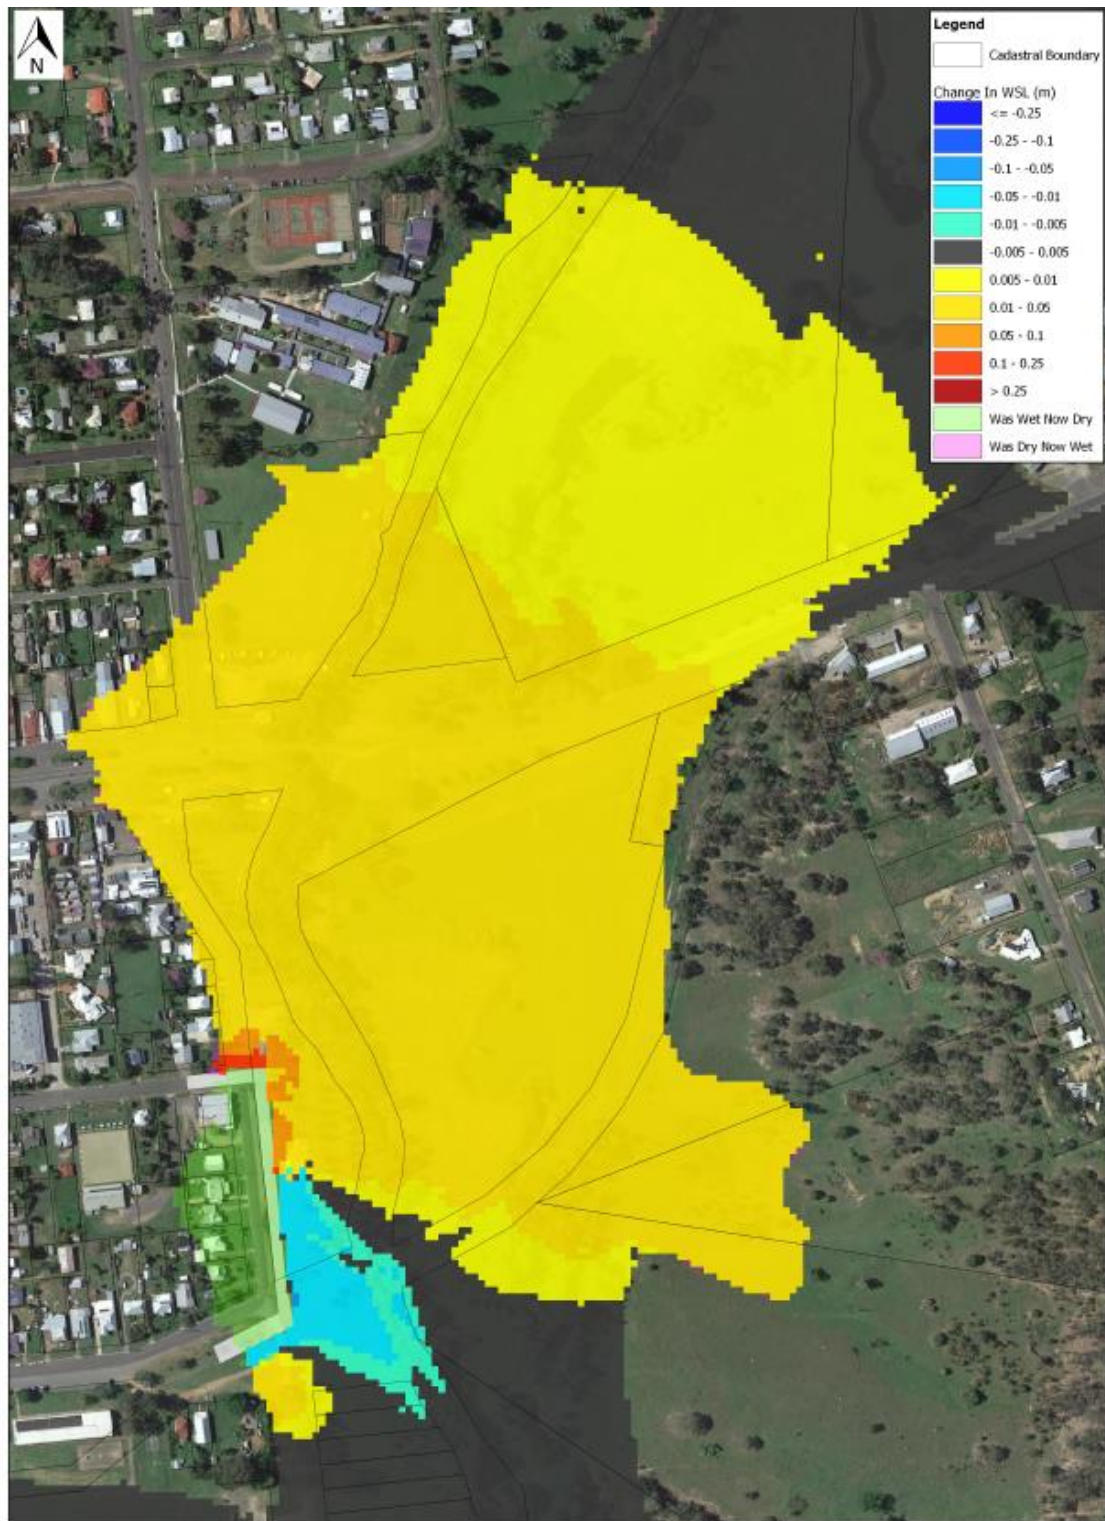 N
Legend
Cadastral Boundary
Change In WSL (m)
<= -0.25
-0.25 - -0.1
-0.1 - -0.05
-0.05 - -0.01
-0.01 - -0.005
-0.005 - 0.005
0.005 - 0.01
0.01 - 0.05
0.05 - 0.1
0.1 - 0.25
> 0.25
Was Wet Now Dry
Was Dry Now Wet